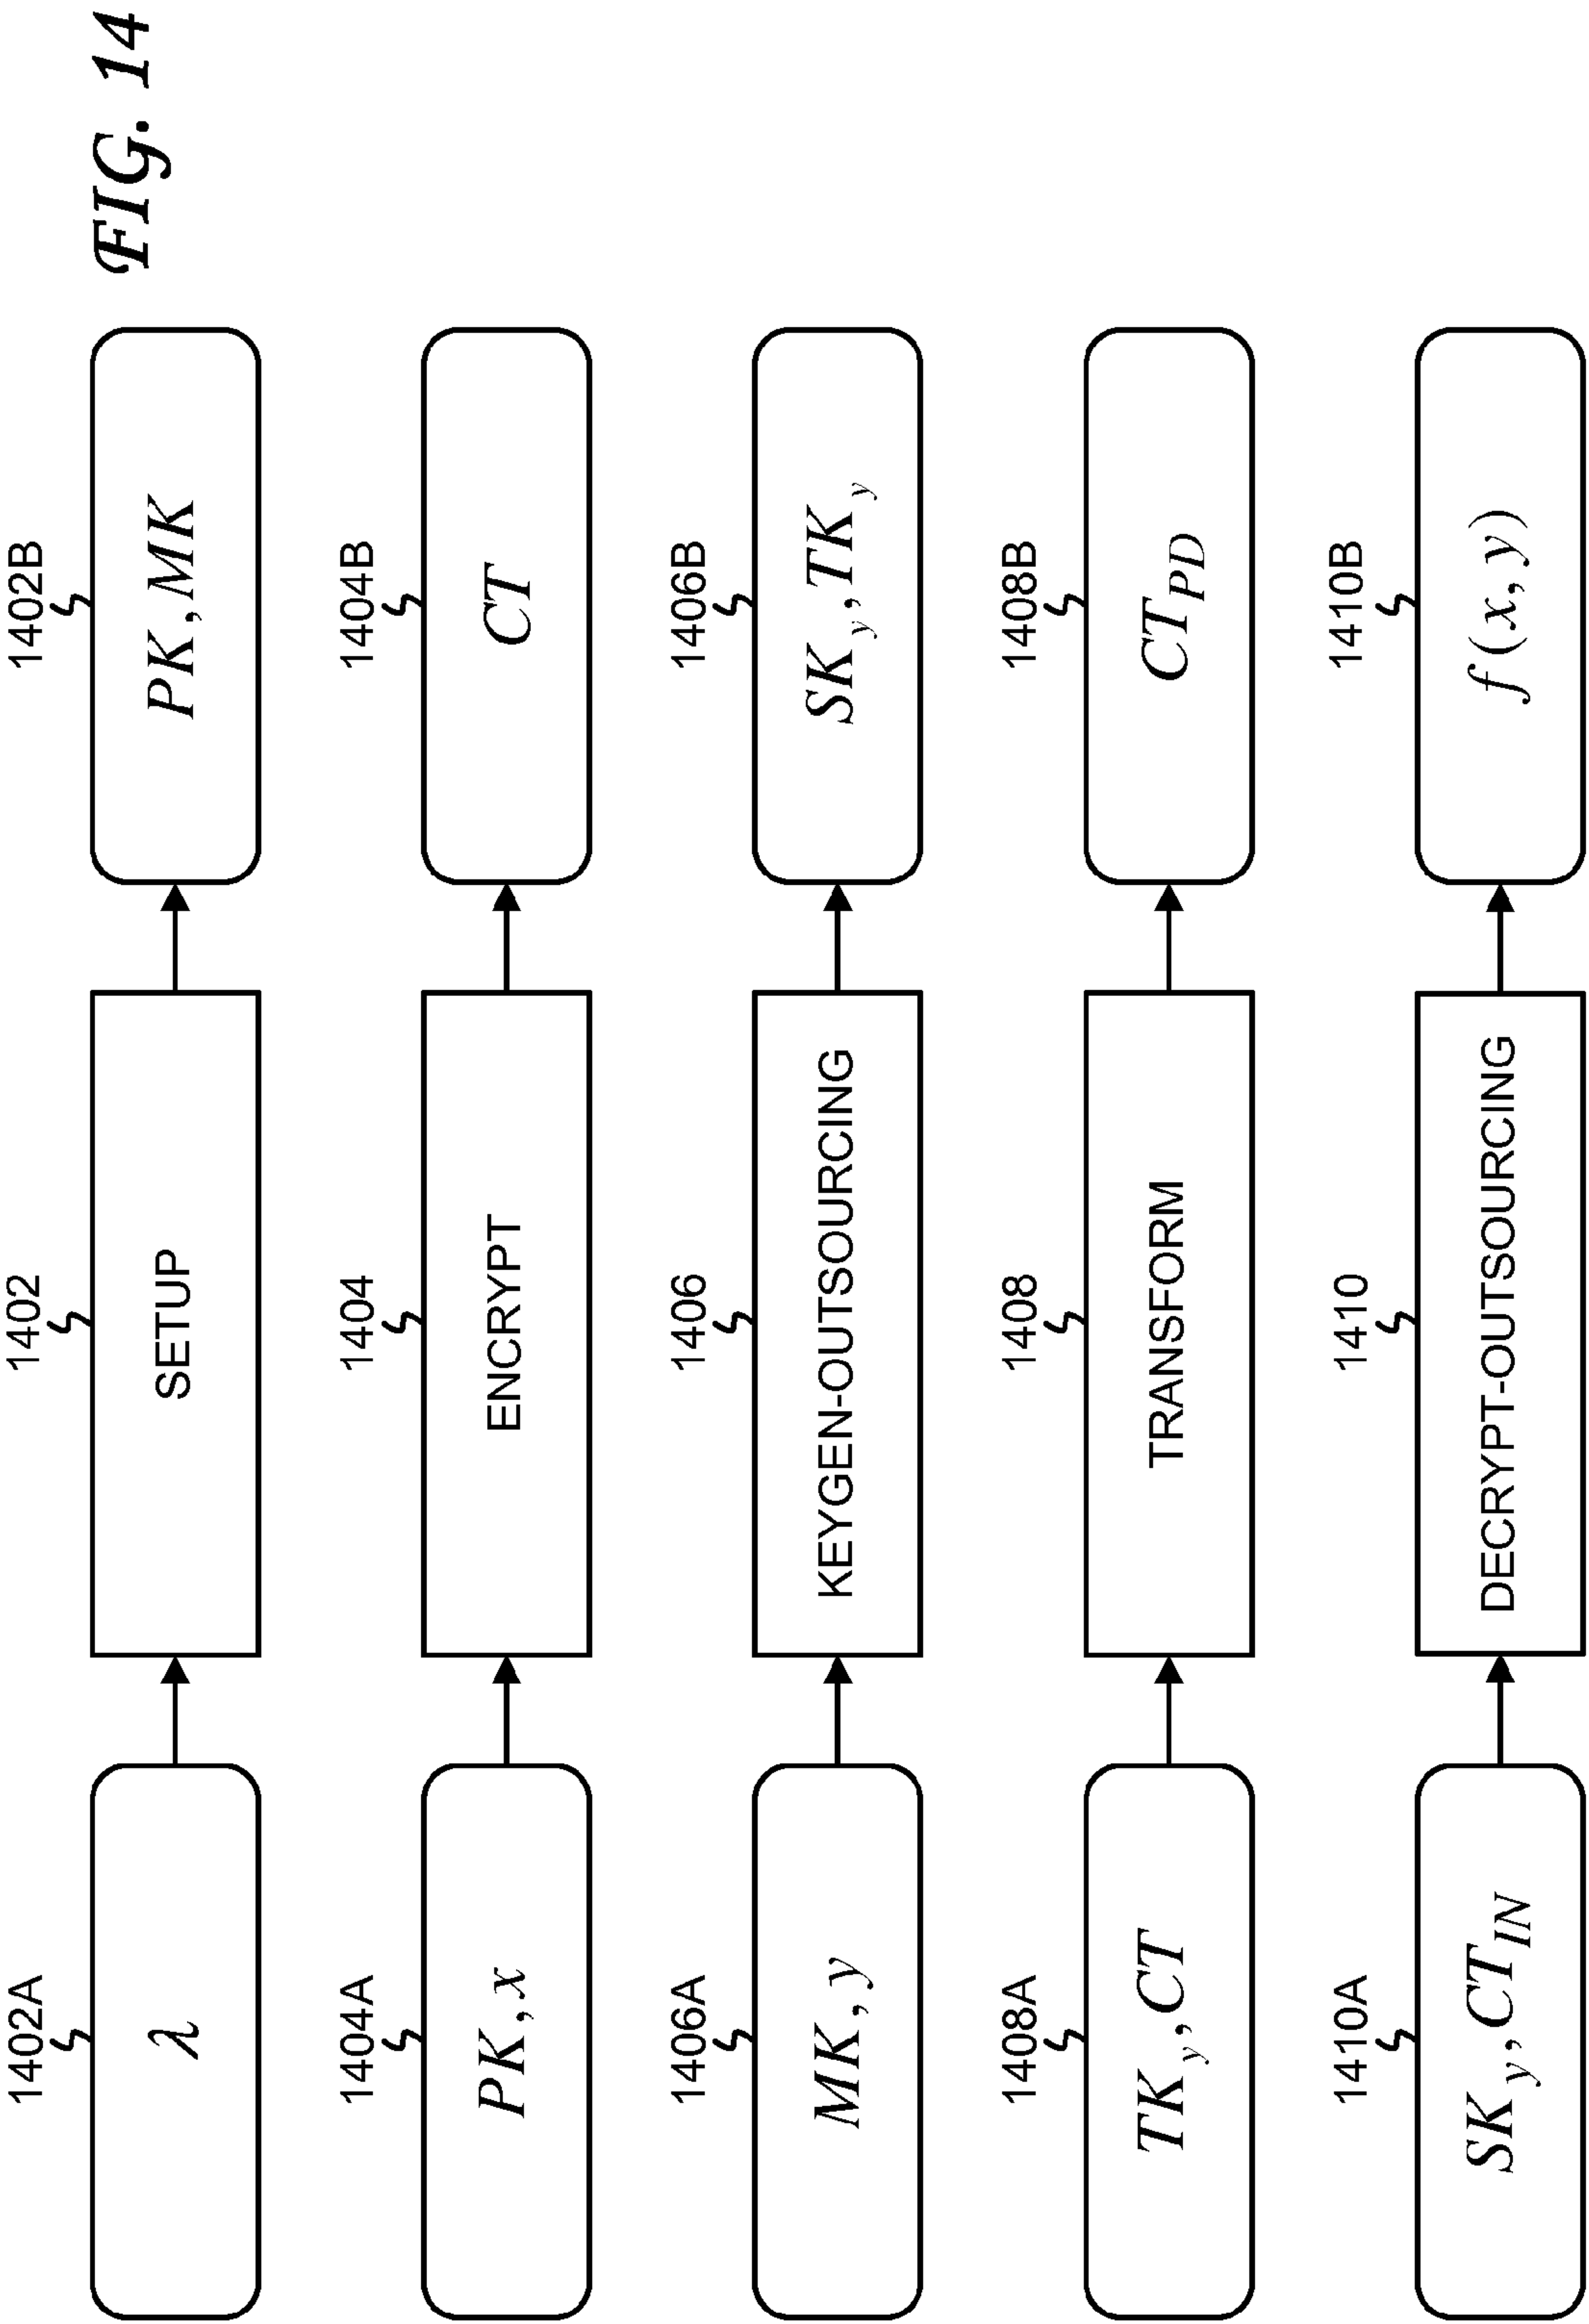 FIG. 14
1402A 1402 1402B
λ SETUP PK, MK
1404A 1404 1404B
PK, x ENCRYPT CT
1406A 1406 1406B
MK, y KEYGEN-OUTSOURCING SK_y, TK_y
1408A 1408 1408B
TK_y, CT TRANSFORM CT_PD
1410A 1410 1410B
SK_y, CT_IN DECRYPT-OUTSOURCING f(x, y)